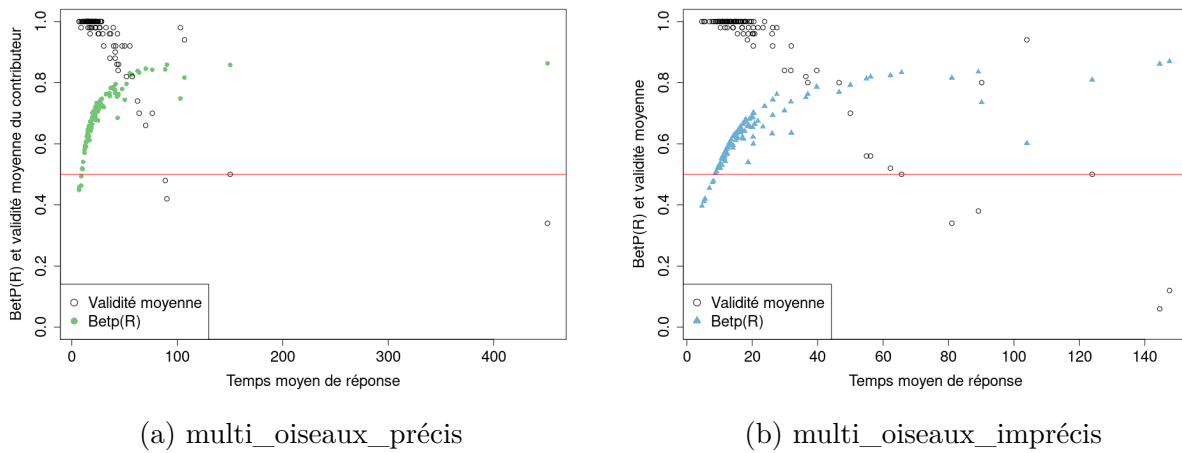 BetP(R) et validité moyenne du contributeur
1.0
0.8
0.6
0.4
0.2
0.0
Validité moyenne
Betp(R)
0 100 200 300 400
Temps moyen de réponse
(a) multi_oiseaux_précis
BetP(R) et validité moyenne
1.0
0.8
0.6
0.4
0.2
0.0
Validité moyenne
Betp(R)
0 20 40 60 80 100 120 140
Temps moyen de réponse
(b) multi_oiseaux_imprécis